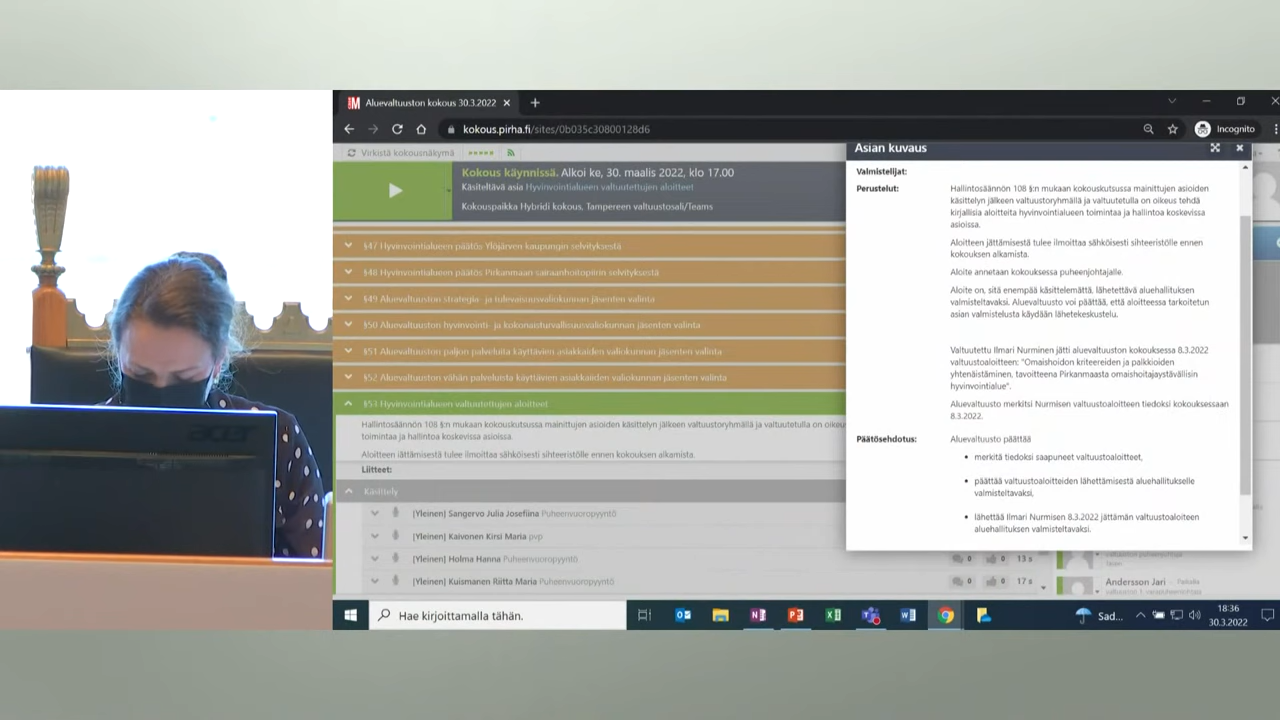 Aluevaltuuston kokous 30.3.2022
kokous.pirha.fi/sites/0b035c30800128d6
Incognito
Virkistä kokousnäkymä
Kokous käynnissä. Alkoi ke, 30. maalis 2022, klo 17.00
Käsiteltävä asia Hyvinvointialueen valtuutettujen aloitteet
Kokouspaikka Hybridi kokous, Tampereen valtuustosali/Teams
§47 Hyvinvointialueen päätös Ylöjärven kaupungin selvityksestä
§48 Hyvinvointialueen päätös Pirkanmaan sairaanhoitopiirin selvityksestä
§49 Aluevaltuuston strategia- ja tulevaisuusvaliokunnan jäsenten valinta
§50 Aluevaltuuston hyvinvointi- ja kokonaisturvallisuusvaliokunnan jäsenten valinta
§51 Aluevaltuuston paljon palveluita käyttävien asiakkaiden valiokunnan jäsenten valinta
§52 Aluevaltuuston vähän palveluista käyttävien asiakkaiden valiokunnan jäsenten valinta
§53 Hyvinvointialueen valtuutettujen aloitteet
Hallintosäännön 108 §:n mukaan kokouskutsussa mainittujen asioiden käsittelyn jälkeen valtuustoryhmällä ja valtuutetulla on oikeu
toimintaa ja hallintoa koskevissa asioissa.
Aloitteen jättämisestä tulee ilmoittaa sähköisesti sihteeristölle ennen kokouksen alkamista.
Liitteet:
Käsittely
[Yleinen] Sangervo Julia Josefiina Puheenvuoropyyntö
[Yleinen] Kaivonen Kirsi Maria pvp
[Yleinen] Holma Hanna Puheenvuoropyyntö
0 0 13 s
[Yleinen] Kuismanen Riitta Maria Puheenvuoropyyntö
0 0 17 s
Asian kuvaus
Valmistelijat:
Perustelut:
Hallintosäännön 108 §:n mukaan kokouskutsussa mainittujen asioiden
käsittelyn jälkeen valtuustoryhmällä ja valtuutetulla on oikeus tehdä
kirjallisia aloitteita hyvinvointialueen toimintaa ja hallintoa koskevissa
asioissa.
Aloitteen jättämisestä tulee ilmoittaa sähköisesti sihteeristölle ennen
kokouksen alkamista.
Aloite annetaan kokouksessa puheenjohtajalle.
Aloite on, sitä enempää käsittelemättä, lähetettävä aluehallituksen
valmisteltavaksi. Aluevaltuusto voi päättää, että aloitteessa tarkoitetun
asian valmistelusta käydään lähetekeskustelu.
Valtuutettu Ilmari Nurminen jätti aluevaltuuston kokouksessa 8.3.2022
valtuustoaloitteen: "Omaishoidon kriteereiden ja palkkioiden
yhtenäistäminen, tavoitteena Pirkanmaasta omaishoitajaystävällisin
hyvinvointialue".
Aluevaltuusto merkitsi Nurmisen valtuustoaloitteen tiedoksi kokouksessaan
8.3.2022.
Päätösehdotus:
Aluevaltuusto päättää
• merkitä tiedoksi saapuneet valtuustoaloitteet,
• päättää valtuustoaloitteiden lähettämisestä aluehallitukselle
valmisteltavaksi,
• lähettää Ilmari Nurmisen 8.3.2022 jättämän valtuustoaloitteen
aluehallituksen valmisteltavaksi.
Andersson Jari
Hae kirjoittamalla tähän.
Sad...
18:36
30.3.2022